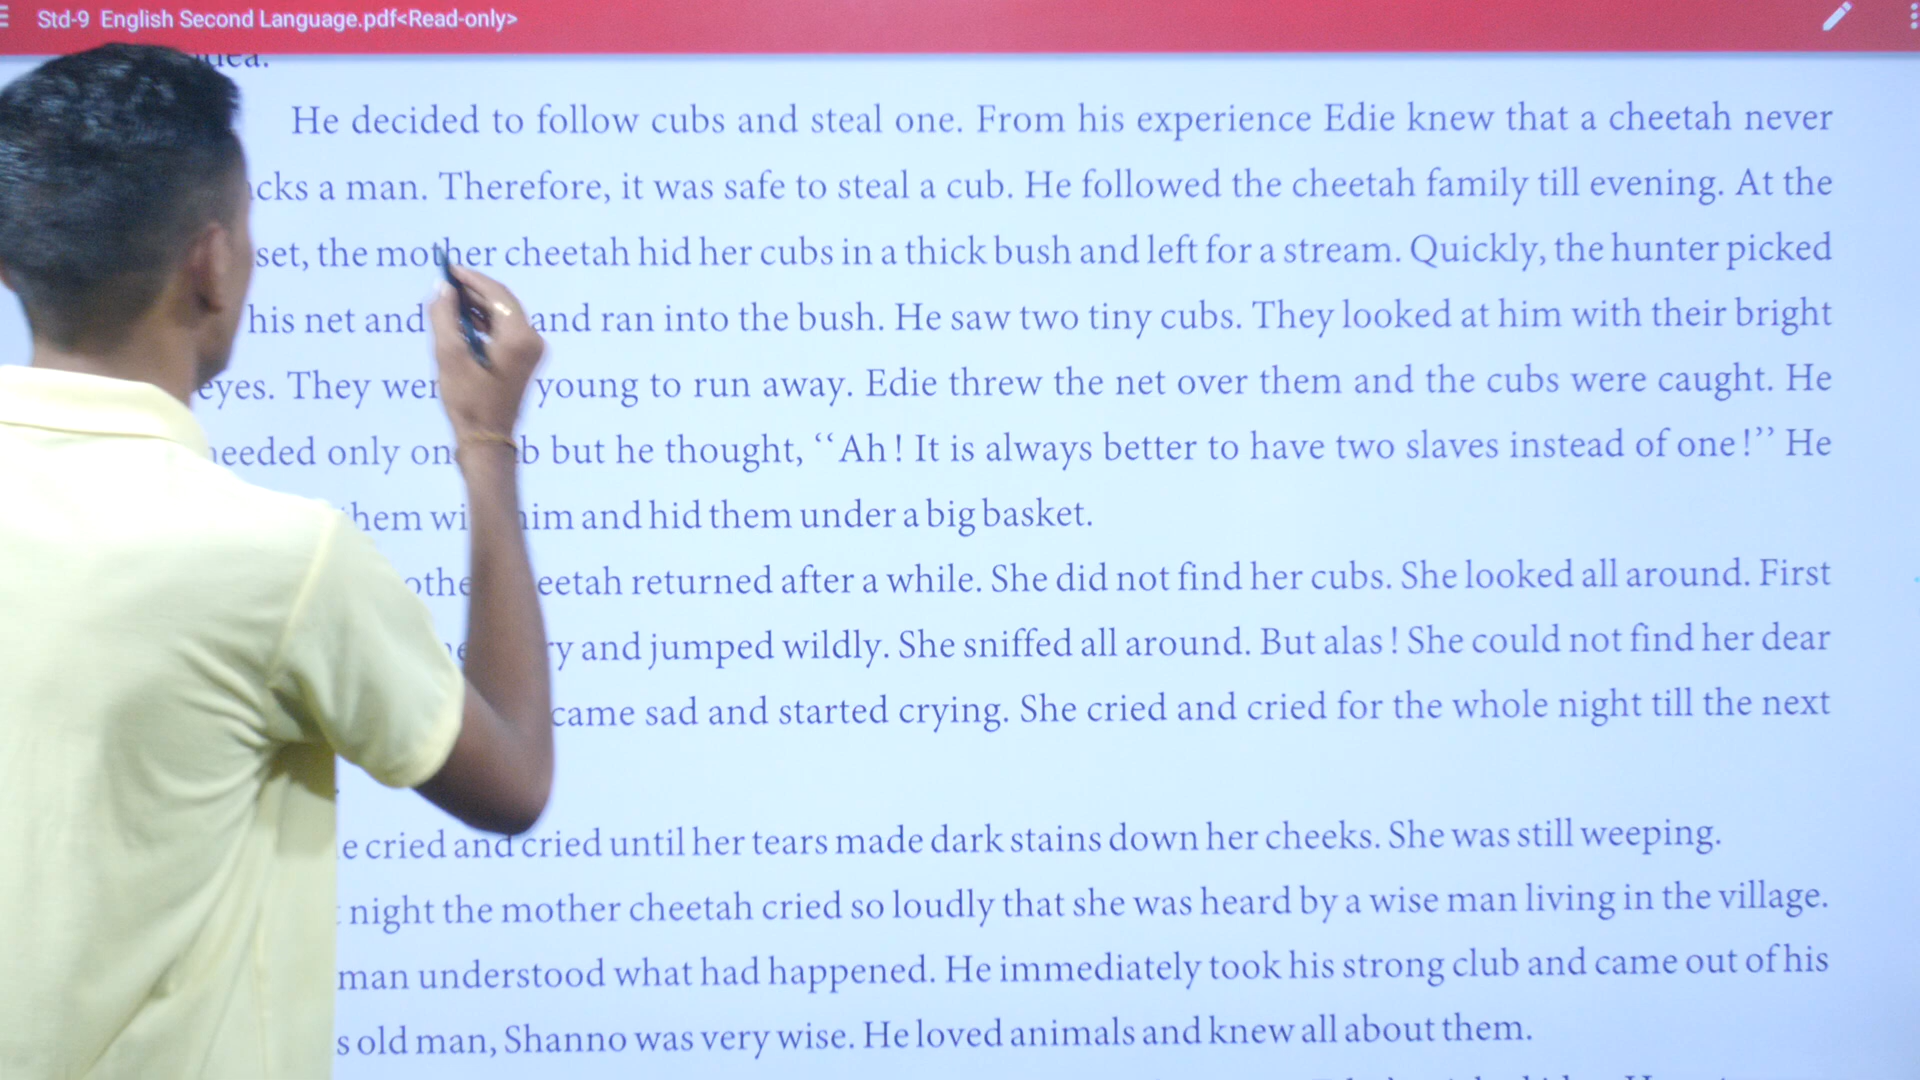 Std-9 English Second Language.pdf<Read-only>
He decided to follow cubs and steal one. From his experience Edie knew that a cheetah never
a man. Therefore, it was safe to steal a cub. He followed the cheetah family till evening. At the
the mother cheetah hid her cubs in a thick bush and left for a stream. Quickly, the hunter picked
his net and and ran into the bush. He saw two tiny cubs. They looked at him with their bright
eyes. They young to run away. Edie threw the net over them and the cubs were caught. He
needed only but he thought, “Ah! It is always better to have two slaves instead of one!” He
them and hid them under a big basket.
returned after a while. She did not find her cubs. She looked all around. First
and jumped wildly. She sniffed all around. But alas! She could not find her dear
sad and started crying. She cried and cried for the whole night till the next
cried and cried until her tears made dark stains down her cheeks. She was still weeping.
night the mother cheetah cried so loudly that she was heard by a wise man living in the village.
man understood what had happened. He immediately took his strong club and came out of his
old man, Shanno was very wise. He loved animals and knew all about them.